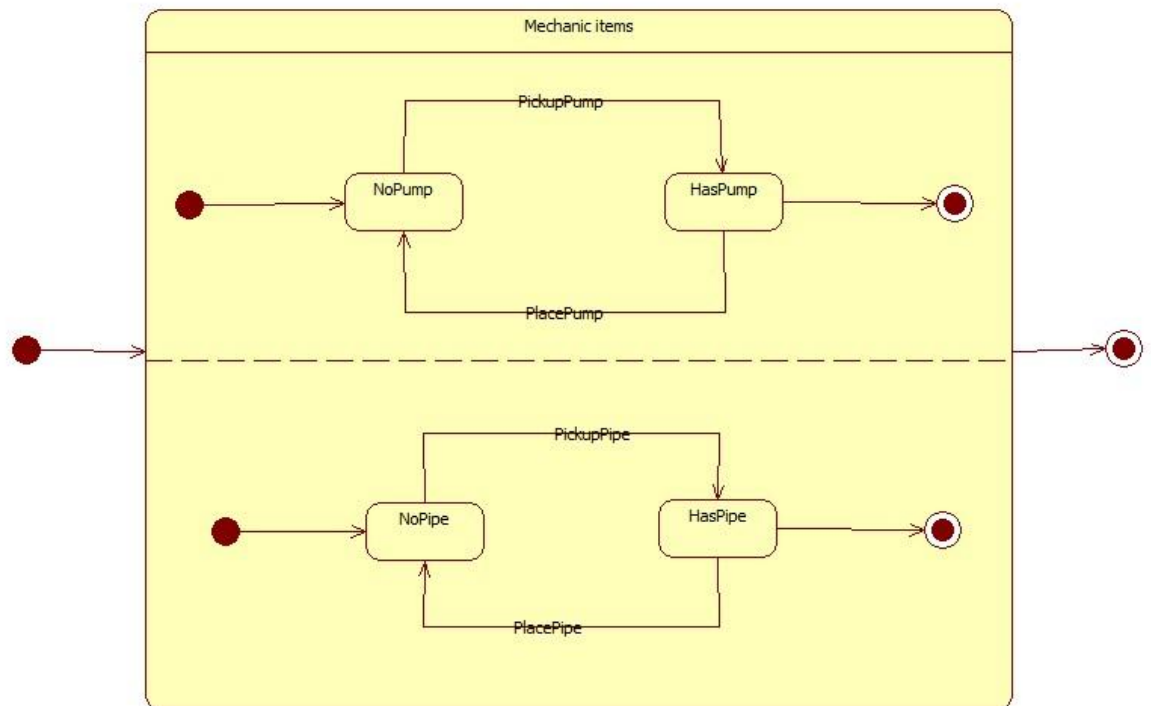 Mechanic items
PickupPump
NoPump
HasPump
PlacePump
PickupPipe
NoPipe
HasPipe
PlacePipe